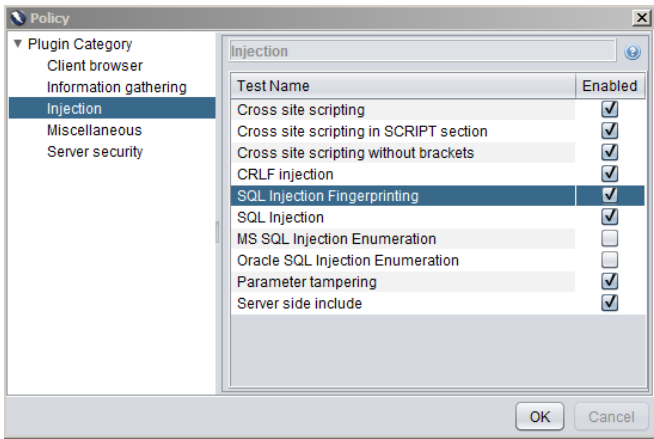 Policy
Plugin Category
Client browser
Information gathering
Injection
Miscellaneous
Server security
Injection
Test Name Enabled
Cross site scripting
Cross site scripting in SCRIPT section
Cross site scripting without brackets
CRLF injection
SQL Injection Fingerprinting
SQL Injection
MS SQL Injection Enumeration
Oracle SQL Injection Enumeration
Parameter tampering
Server side include
OK Cancel